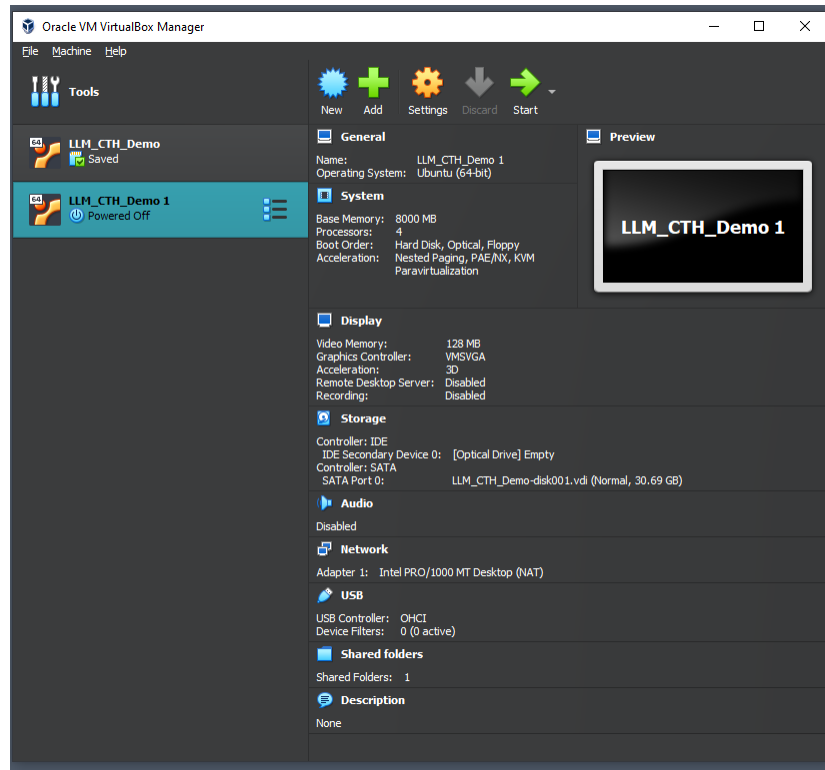 Oracle VM VirtualBox Manager
File Machine Help
Tools
New Add Settings Discard Start
64
LLM_CTH_Demo
Saved
64
LLM_CTH_Demo 1
Powered Off
General
Name: LLM_CTH_Demo 1
Operating System: Ubuntu (64-bit)
Preview
LLM_CTH_Demo 1
System
Base Memory: 8000 MB
Processors: 4
Boot Order: Hard Disk, Optical, Floppy
Acceleration: Nested Paging, PAE/NX, KVM
Paravirtualization
Display
Video Memory: 128 MB
Graphics Controller: VMSVGA
Acceleration: 3D
Remote Desktop Server: Disabled
Recording: Disabled
Storage
Controller: IDE
IDE Secondary Device 0: [Optical Drive] Empty
Controller: SATA
SATA Port 0: LLM_CTH_Demo-disk001.vdi (Normal, 30.69 GB)
Audio
Disabled
Network
Adapter 1: Intel PRO/1000 MT Desktop (NAT)
USB
USB Controller: OHCI
Device Filters: 0 (0 active)
Shared folders
Shared Folders: 1
Description
None